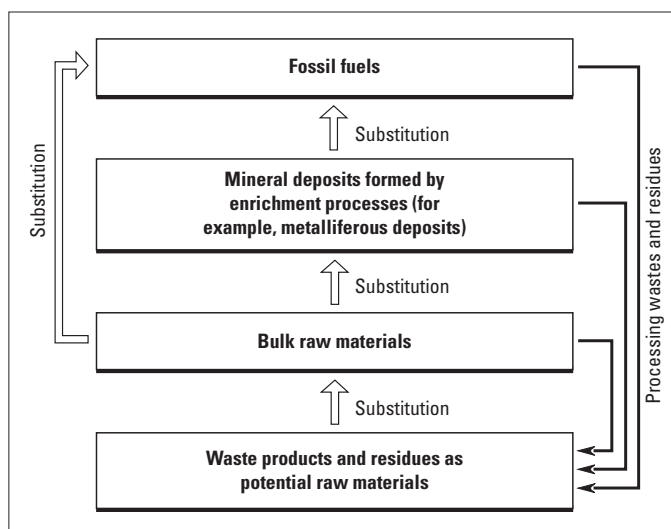 Fossil fuels
Substitution
Substitution
Mineral deposits formed by
enrichment processes (for
example, metalliferous deposits)
Substitution
Bulk raw materials
Substitution
Waste products and residues as
potential raw materials
Processing wastes and residues